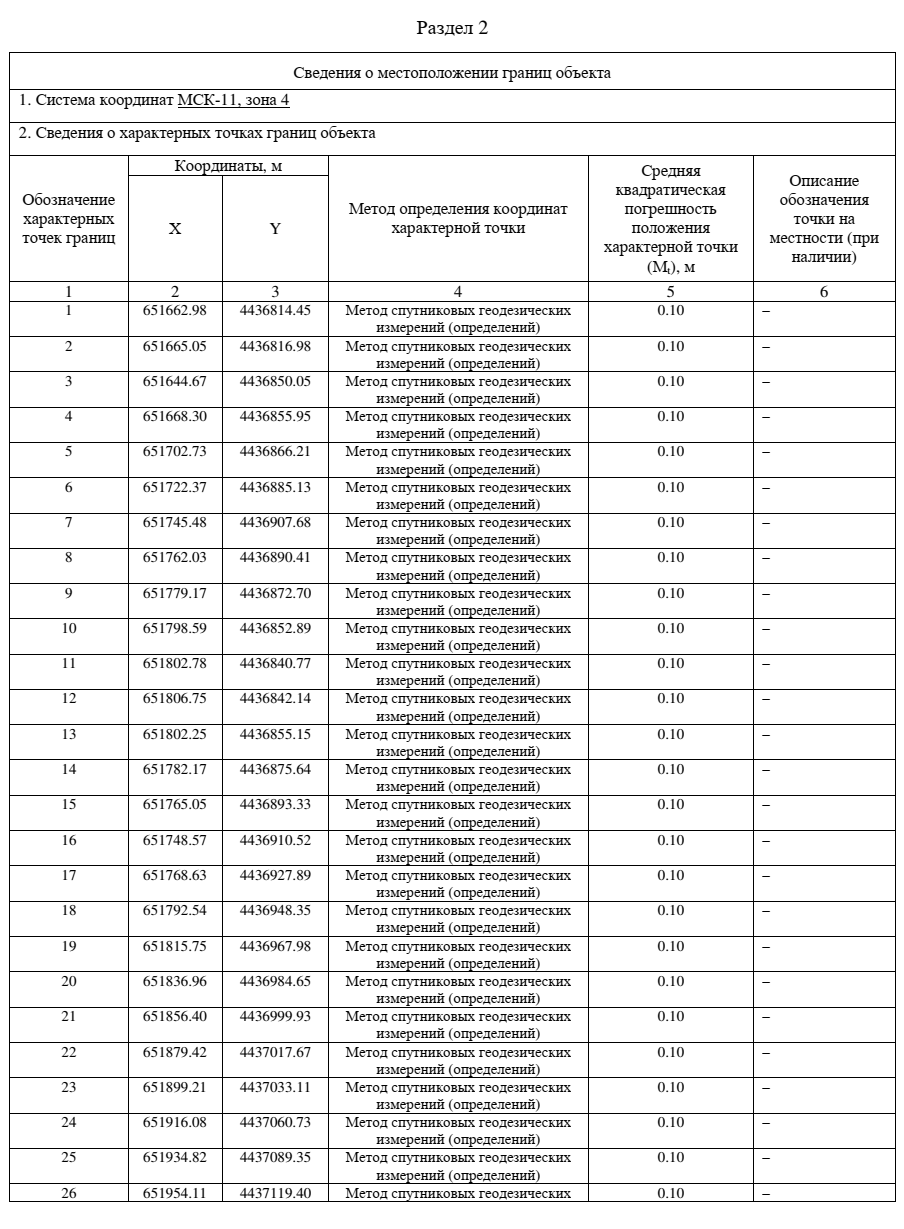 Раздел 2
Сведения о местоположении границ объекта
1. Система координат МСК-11, зона 4
2. Сведения о характерных точках границ объекта
Обозначение
характерных
точек границ
Координаты, м
X
Y
Метод определения координат
характерной точки
Средняя
квадратическая
погрешность
положения
характерной точки
(Mt), м
Описание
обозначения
точки на
местности (при
наличии)
1 2 3 4 5 6
1 651662.98 4436814.45 Метод спутниковых геодезических 0.10 –
измерений (определений)
2 651665.05 4436816.98 Метод спутниковых геодезических 0.10 –
измерений (определений)
3 651644.67 4436850.05 Метод спутниковых геодезических 0.10 –
измерений (определений)
4 651668.30 4436855.95 Метод спутниковых геодезических 0.10 –
измерений (определений)
5 651702.73 4436866.21 Метод спутниковых геодезических 0.10 –
измерений (определений)
6 651722.37 4436885.13 Метод спутниковых геодезических 0.10 –
измерений (определений)
7 651745.48 4436907.68 Метод спутниковых геодезических 0.10 –
измерений (определений)
8 651762.03 4436890.41 Метод спутниковых геодезических 0.10 –
измерений (определений)
9 651779.17 4436872.70 Метод спутниковых геодезических 0.10 –
измерений (определений)
10 651798.59 4436852.89 Метод спутниковых геодезических 0.10 –
измерений (определений)
11 651802.78 4436840.77 Метод спутниковых геодезических 0.10 –
измерений (определений)
12 651806.75 4436842.14 Метод спутниковых геодезических 0.10 –
измерений (определений)
13 651802.25 4436855.15 Метод спутниковых геодезических 0.10 –
измерений (определений)
14 651782.17 4436875.64 Метод спутниковых геодезических 0.10 –
измерений (определений)
15 651765.05 4436893.33 Метод спутниковых геодезических 0.10 –
измерений (определений)
16 651748.57 4436910.52 Метод спутниковых геодезических 0.10 –
измерений (определений)
17 651768.63 4436927.89 Метод спутниковых геодезических 0.10 –
измерений (определений)
18 651792.54 4436948.35 Метод спутниковых геодезических 0.10 –
измерений (определений)
19 651815.75 4436967.98 Метод спутниковых геодезических 0.10 –
измерений (определений)
20 651836.96 4436984.65 Метод спутниковых геодезических 0.10 –
измерений (определений)
21 651856.40 4436999.93 Метод спутниковых геодезических 0.10 –
измерений (определений)
22 651879.42 4437017.67 Метод спутниковых геодезических 0.10 –
измерений (определений)
23 651899.21 4437033.11 Метод спутниковых геодезических 0.10 –
измерений (определений)
24 651916.08 4437060.73 Метод спутниковых геодезических 0.10 –
измерений (определений)
25 651934.82 4437089.35 Метод спутниковых геодезических 0.10 –
измерений (определений)
26 651954.11 4437119.40 Метод спутниковых геодезических 0.10 –